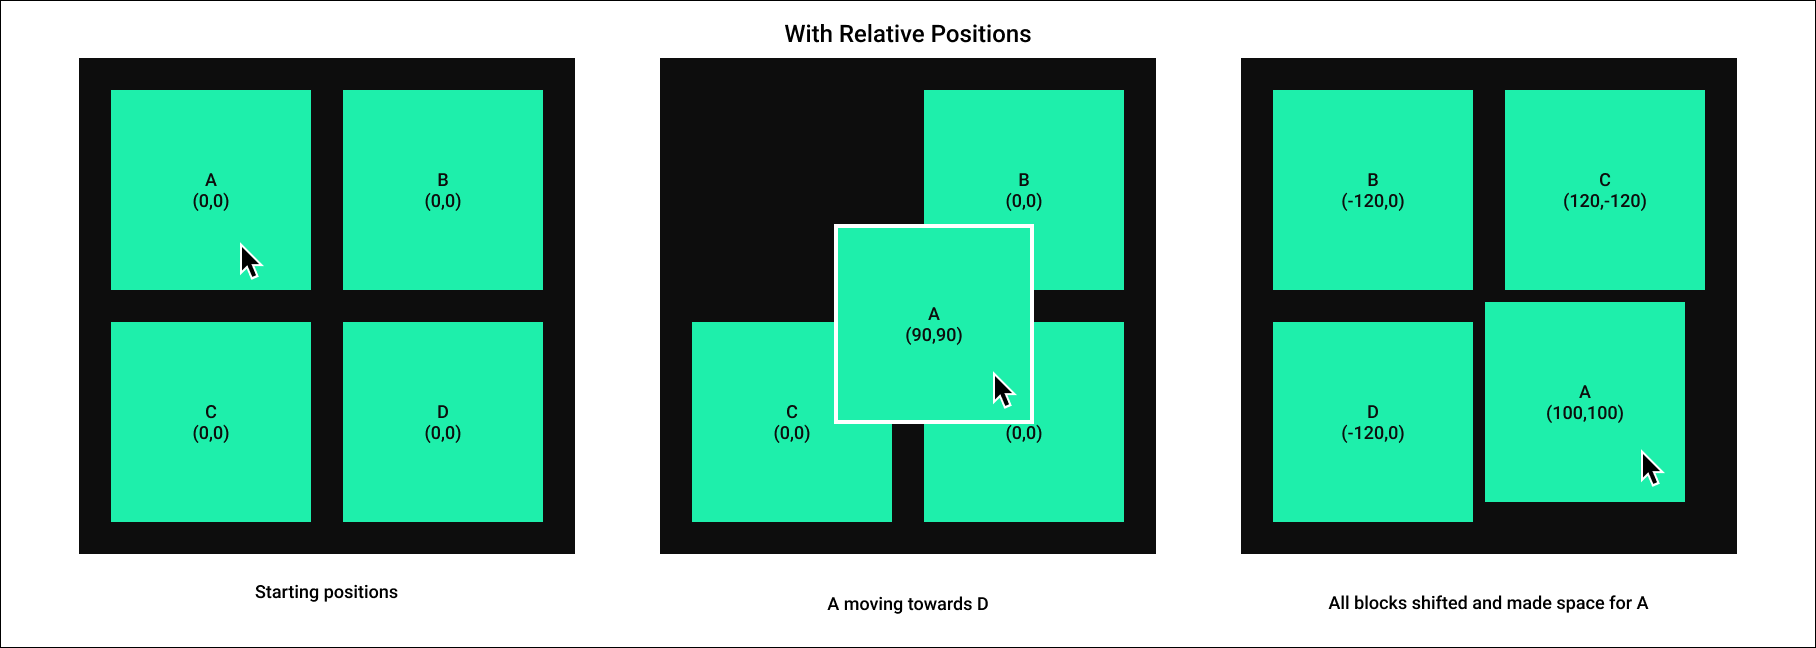 With Relative Positions
A
(0,0)
B
(0,0)
C
(0,0)
D
(0,0)
Starting positions
B
(0,0)
A
(90,90)
C
(0,0)
(0,0)
A moving towards D
B
(-120,0)
C
(120,-120)
D
(-120,0)
A
(100,100)
All blocks shifted and made space for A